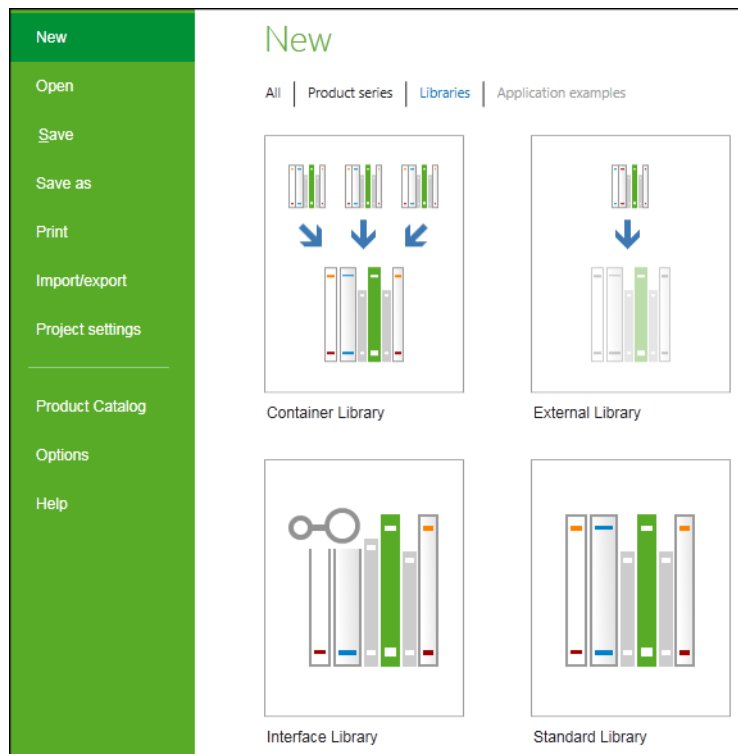 New
Open
Save
Save as
Print
Import/export
Project settings
Product Catalog
Options
Help
New
All | Product series | Libraries | Application examples
Container Library
External Library
Interface Library
Standard Library